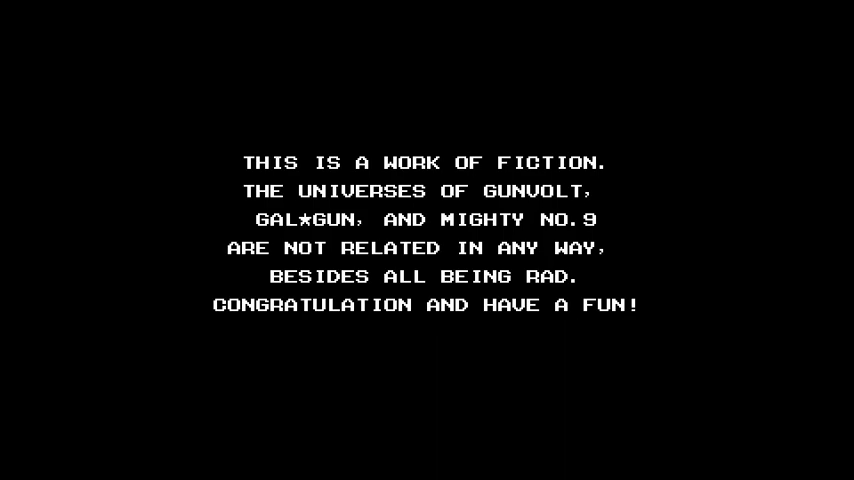 THIS IS A WORK OF FICTION.
THE UNIVERSES OF GUNVOLT,
GAL★GUN, AND MIGHTY NO.9
ARE NOT RELATED IN ANY WAY,
BESIDES ALL BEING RAD.
CONGRATULATION AND HAVE A FUN!